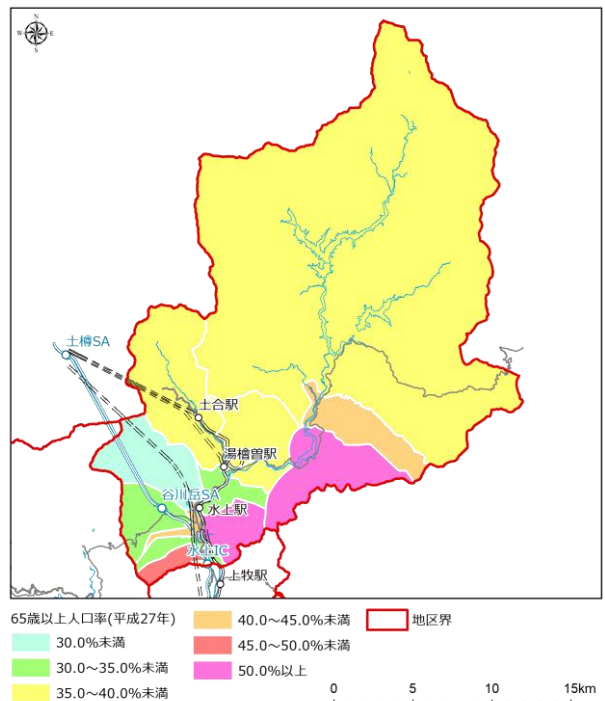 N
W E
S
土樽SA
土合駅
湯檜曽駅
谷川岳SA
水上駅
水上IC
上牧駅
65歳以上人口率(平成27年)
30.0%未満
30.0～35.0%未満
35.0～40.0%未満
40.0～45.0%未満
45.0～50.0%未満
50.0%以上
地区界
0 5 10 15km